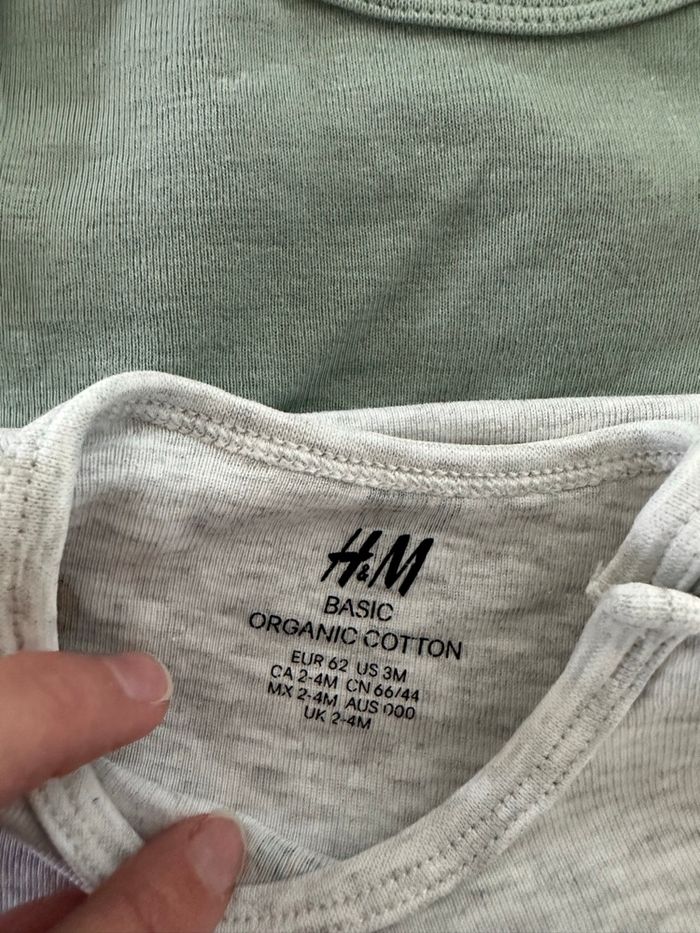 H&M
BASIC
ORGANIC COTTON
EUR 62 US 3M
CA 2-4M CN 66/44
MX 2-4M AUS 000
UK 2-4M